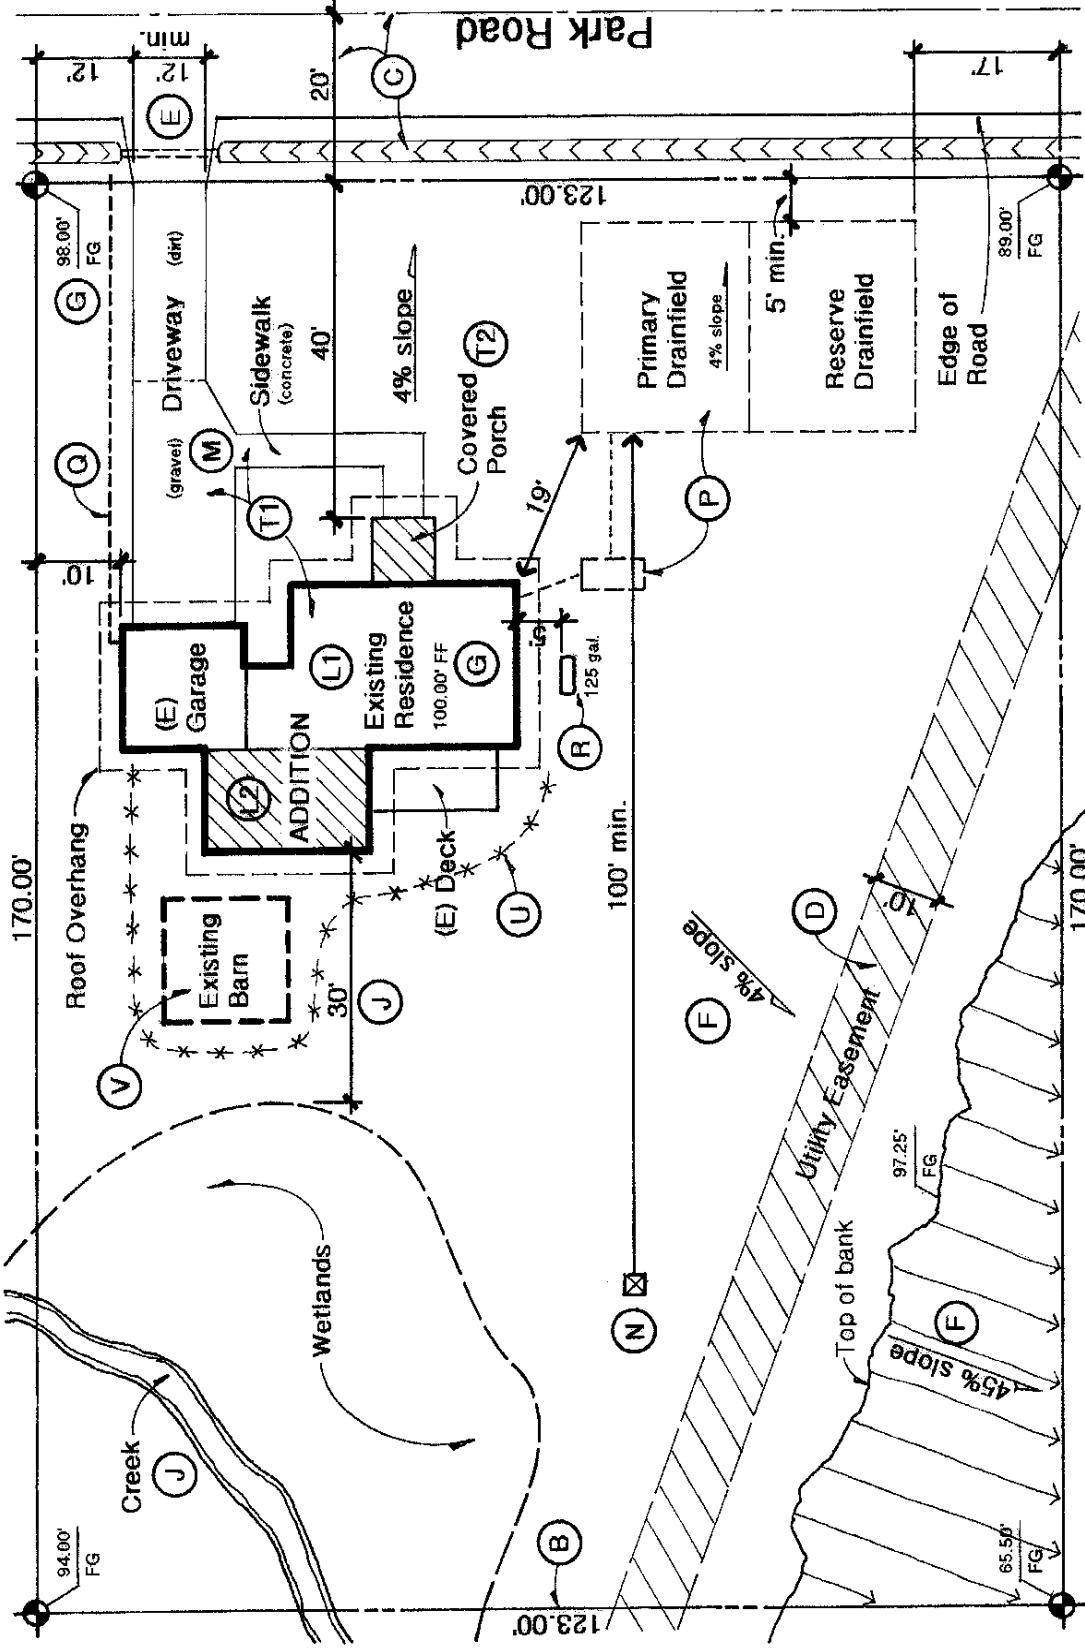 170.00'
94.00'
FG
Creek
J
Wetlands
V
Existing
Barn
30'
J
Roof Overhang
L2
ADDITION
(E)
Garage
10'
Q
G
98.00'
FG
12'
12'
min.
E
Driveway
(dirt)
(gravel)
M
Sidewalk
(concrete)
T1
40'
20'
C
Park Road
4% slope
Covered
Porch
T2
L1
Existing
Residence
100.00' FF
G
(E) Deck
U
5'
125 gal.
R
19'
123.00'
Primary
Drainfield
4% slope
5' min.
Reserve
Drainfield
P
17'
89.00'
FG
Edge of
Road
100' min.
N
B
123.00'
F
4% slope
D
10'
Utility Easement
97.25'
FG
Top of bank
F
45% slope
65.50'
FG
170.00'